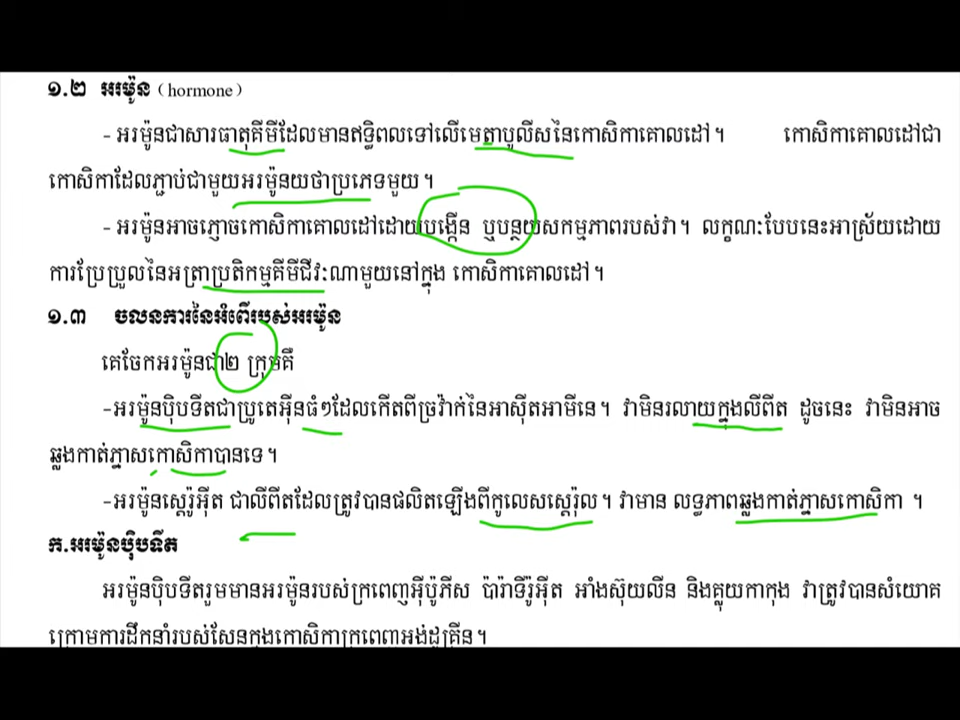 ១.២ អរម៉ូន (hormone)
- អរម៉ូនជាសារធាតុគីមីដែលមានឥទ្ធិពលទៅលើមេតាបូលីសនៃកោសិកាគោលដៅ។ កោសិកាគោលដៅជា
កោសិកាដែលភ្ជាប់ជាមួយអរម៉ូនយថាប្រភេទមួយ។
- អរម៉ូនអាចភ្ញោចកោសិកាគោលដៅដោយបង្កើន ឬបន្ថយសកម្មភាពរបស់វា។ លក្ខណៈបែបនេះអាស្រ័យដោយ
ការប្រែប្រួលនៃអត្រាប្រតិកម្មគីមីជីវៈណាមួយនៅក្នុង កោសិកាគោលដៅ។
១.៣ ចលនការនៃអំពើរបស់អរម៉ូន
គេចែកអរម៉ូនជា២ ក្រុមគឺ
-អរម៉ូនប៉ិបទីតជាប្រូតេអ៊ីនធំៗដែលកើតពីច្រវ៉ាក់នៃអាស៊ីតអាមីនេ។ វាមិនរលាយក្នុងលីពីត ដូចនេះ វាមិនអាច
ឆ្លងកាត់ភ្នាសកោសិកាបានទេ។
-អរម៉ូនស្តេរ៉ូអ៊ីត ជាលីពីតដែលត្រូវបានផលិតឡើងពីកូលេសស្តេរ៉ុល។ វាមាន លទ្ធភាពឆ្លងកាត់ភ្នាសកោសិកា ។
ក.អរម៉ូនប៉ិបទីត
អរម៉ូនប៉ិបទីតរួមមានអរម៉ូនរបស់ក្រពេញអ៊ីប៉ូភីស ប៉ារ៉ាទីរ៉ូអ៊ីត អាំងស៊ុយលីន និងគ្លុយកាកុង វាត្រូវបានសំយោគ
ក្រោមការដឹកនាំរបស់សែនក្នុងកោសិកាក្រពេញអង់ដូគ្រីន។